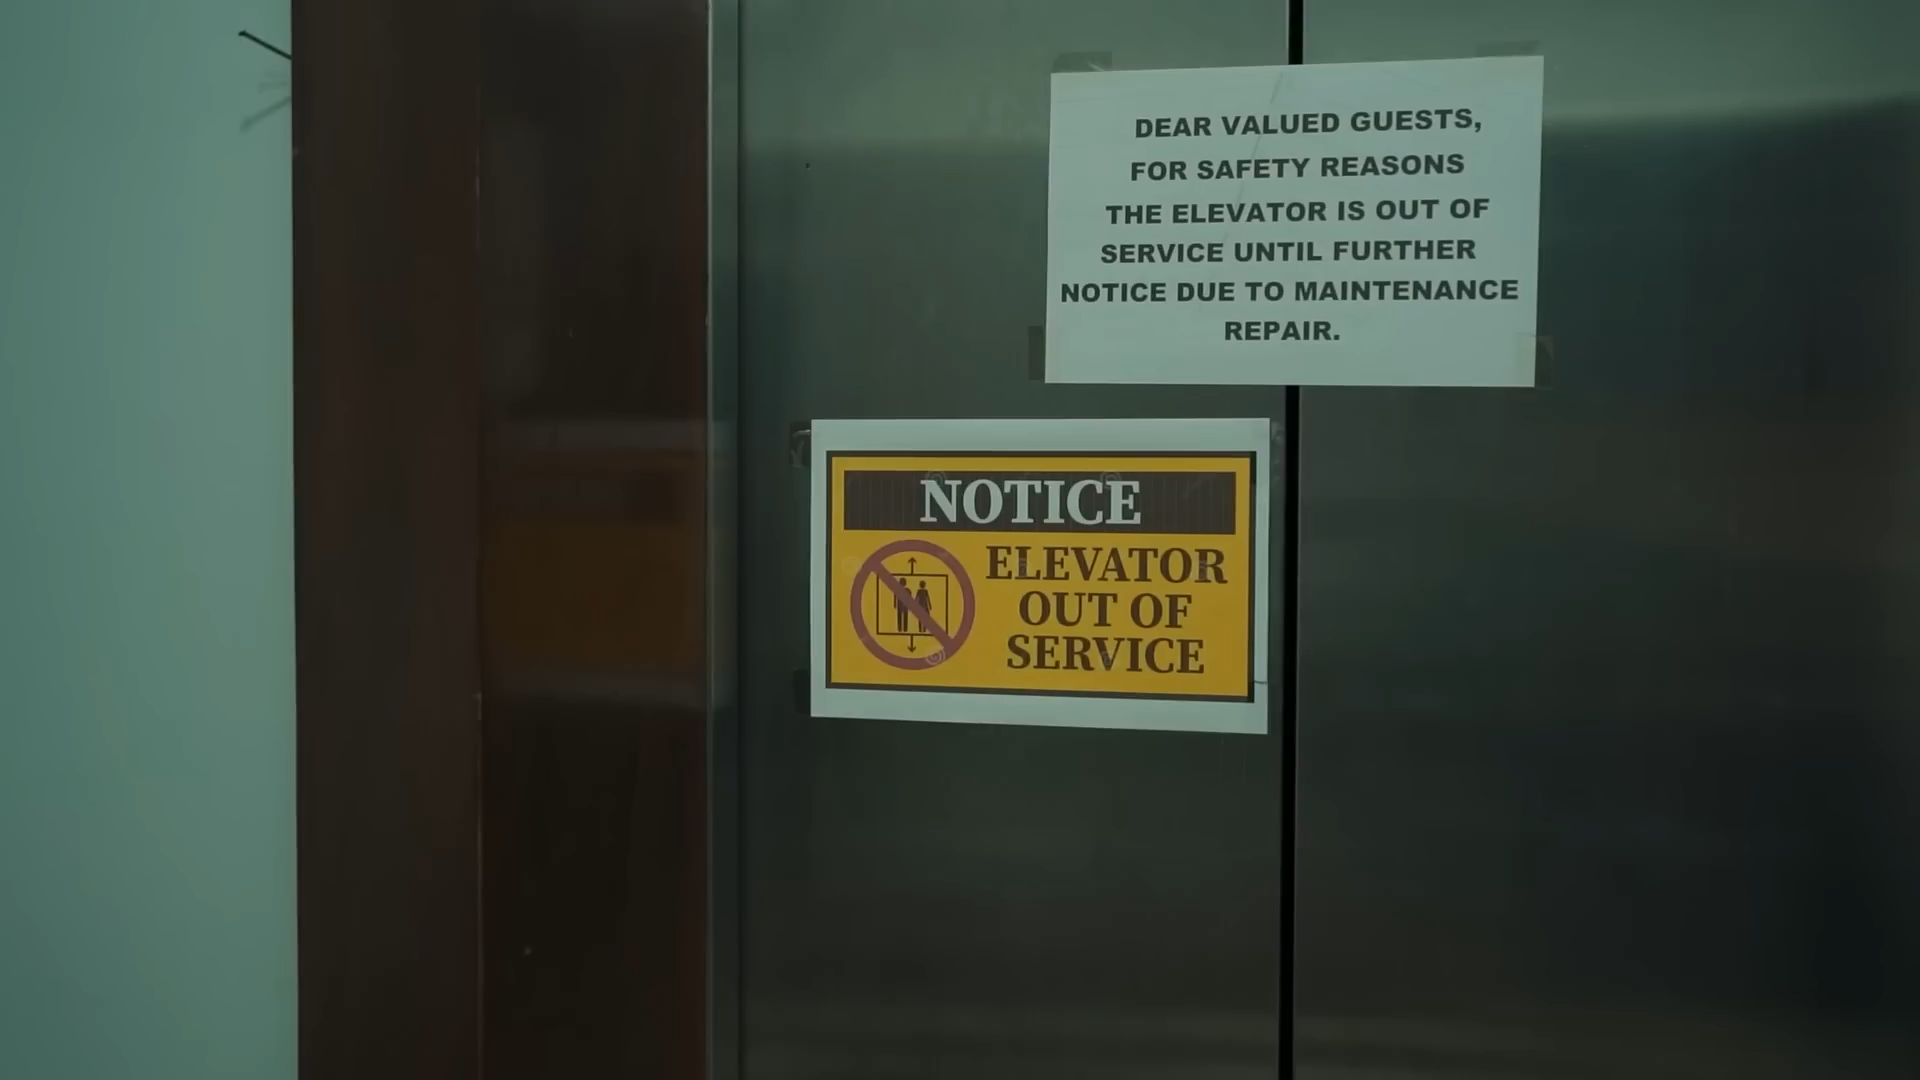 DEAR VALUED GUESTS,
FOR SAFETY REASONS
THE ELEVATOR IS OUT OF
SERVICE UNTIL FURTHER
NOTICE DUE TO MAINTENANCE
REPAIR.
NOTICE
ELEVATOR
OUT OF
SERVICE